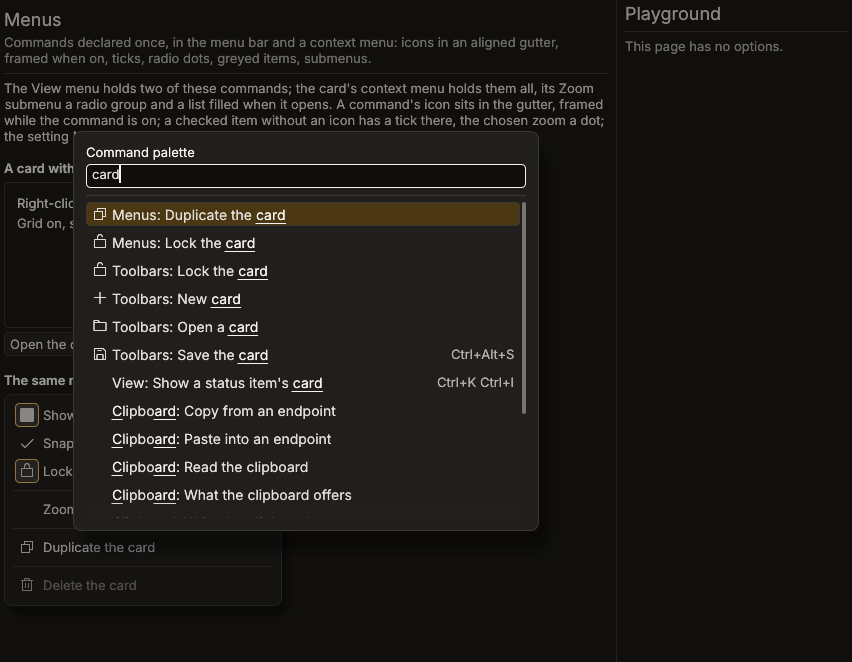 Menus
Commands declared once, in the menu bar and a context menu: icons in an aligned gutter,
framed when on, ticks, radio dots, greyed items, submenus.
The View menu holds two of these commands; the card's context menu holds them all, its Zoom
submenu a radio group and a list filled when it opens. A command's icon sits in the gutter, framed
while the command is on; a checked item without an icon has a tick there, the chosen zoom a dot;
the setting
A card with
Right-clic
Grid on, s
Open the
The same
Show
Snap
Lock
Zoom
Duplicate the card
Delete the card
Command palette
card
Menus: Duplicate the card
Menus: Lock the card
Toolbars: Lock the card
Toolbars: New card
Toolbars: Open a card
Toolbars: Save the card Ctrl+Alt+S
View: Show a status item's card Ctrl+K Ctrl+I
Clipboard: Copy from an endpoint
Clipboard: Paste into an endpoint
Clipboard: Read the clipboard
Clipboard: What the clipboard offers
Playground
This page has no options.